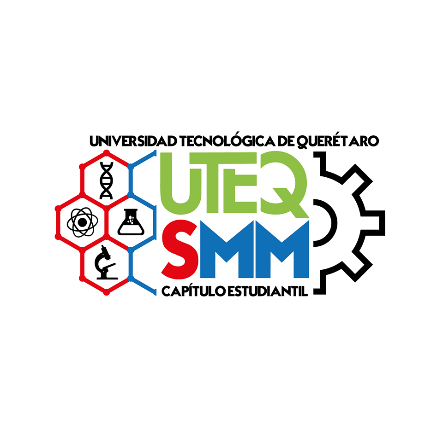 UNIVERSIDAD TECNOLÓGICA DE QUERÉTARO
UTEQ
SMM
CAPÍTULO ESTUDIANTIL